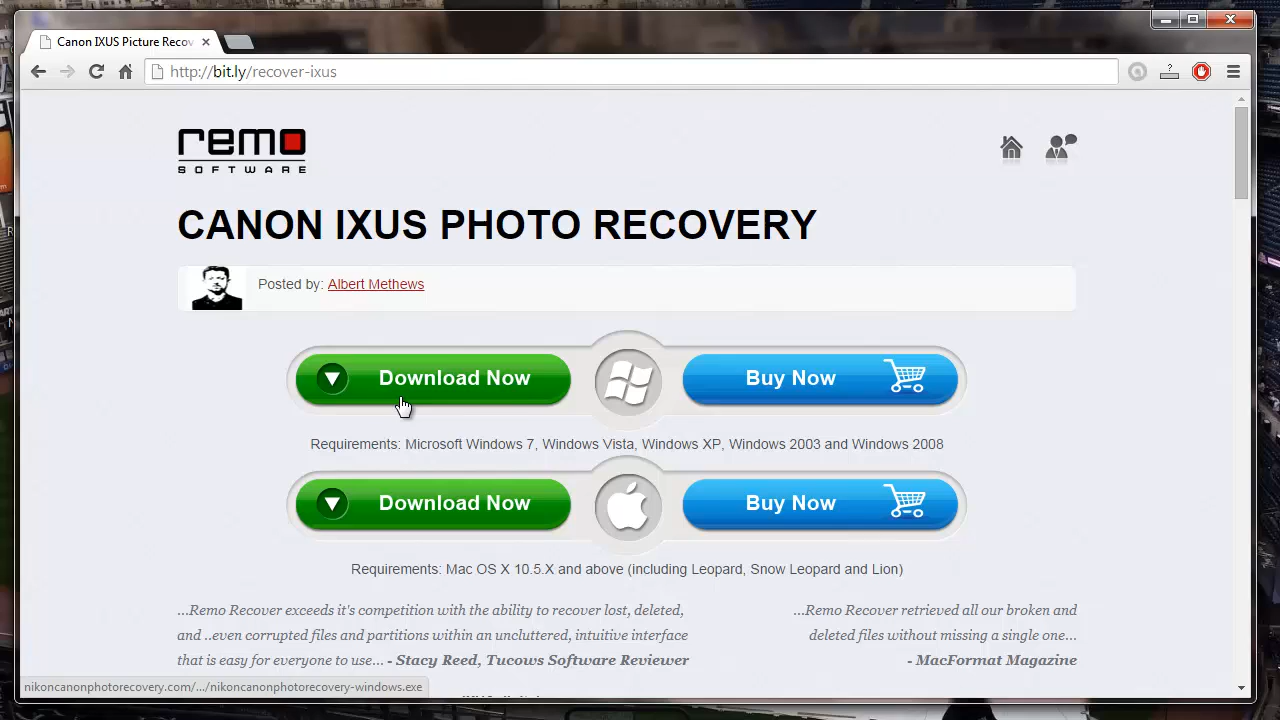 Canon IXUS Picture Recov
http://bit.ly/recover-ixus
remo
SOFTWARE
CANON IXUS PHOTO RECOVERY
Posted by: Albert Methews
Download Now
Buy Now
Requirements: Microsoft Windows 7, Windows Vista, Windows XP, Windows 2003 and Windows 2008
Download Now
Buy Now
Requirements: Mac OS X 10.5.X and above (including Leopard, Snow Leopard and Lion)
...Remo Recover exceeds it's competition with the ability to recover lost, deleted,
and ..even corrupted files and partitions within an uncluttered, intuitive interface
that is easy for everyone to use... - Stacy Reed, Tucows Software Reviewer
...Remo Recover retrieved all our broken and
deleted files without missing a single one...
- MacFormat Magazine
nikoncanonphotorecovery.com/.../nikoncanonphotorecovery-windows.exe